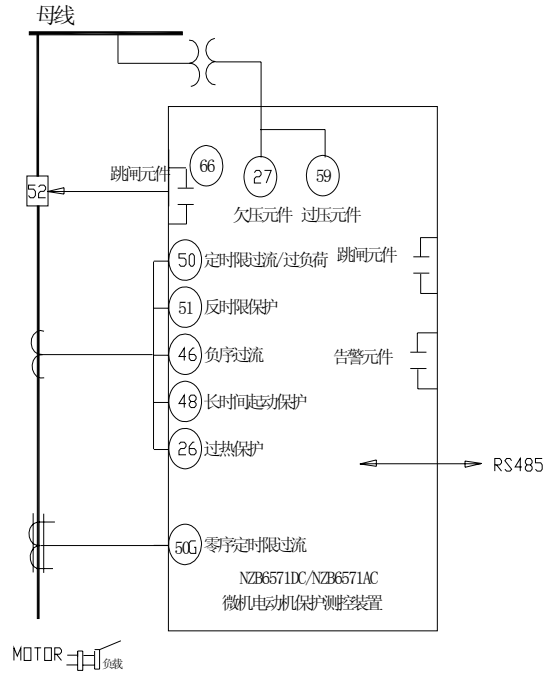 母线
跳闸元件
66
27
59
52
欠压元件 过压元件
50 定时限过流/过负荷
跳闸元件
51 反时限保护
46 负序过流
告警元件
48 长时间起动保护
26 过热保护
RS485
50G 零序定时限过流
NZB6571DC/NZB6571AC
微机电动机保护测控装置
MOTOR
负载